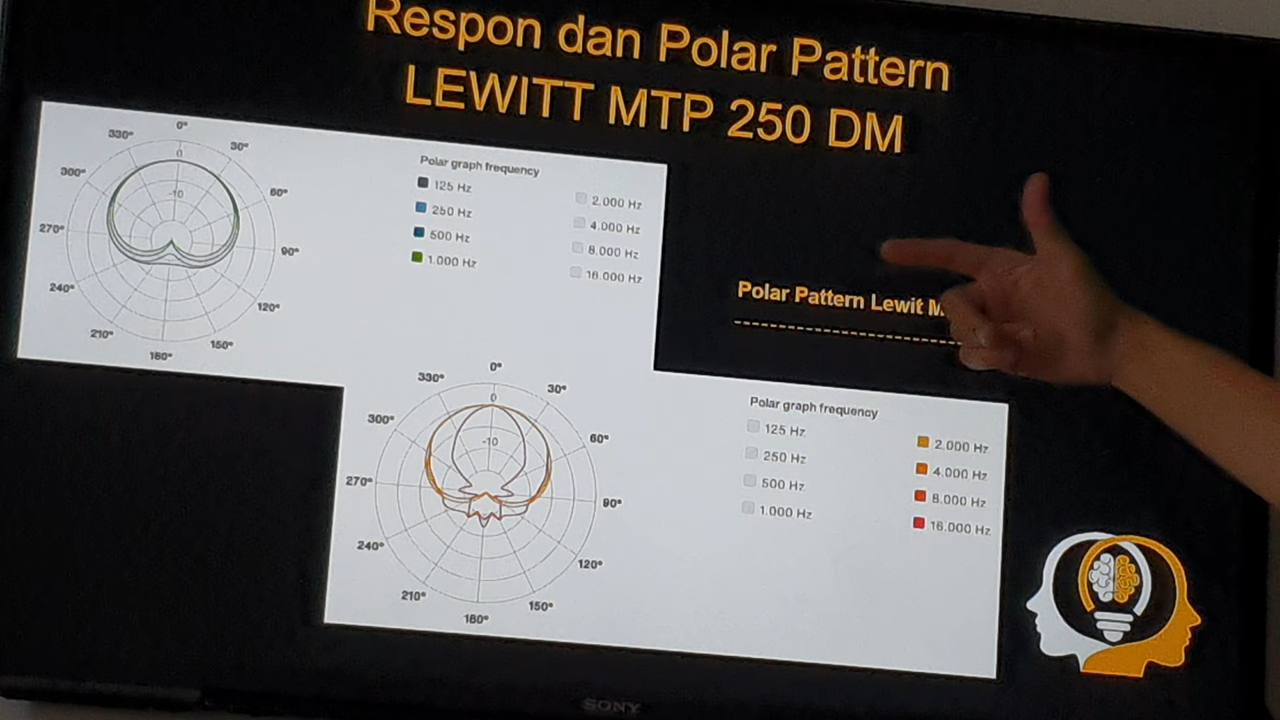 Respon dan Polar Pattern
LEWITT MTP 250 DM
0°
330°
30°
0
300°
60°
-10
270°
90°
240°
120°
210°
150°
180°
Polar graph frequency
125 Hz
2.000 Hz
250 Hz
4.000 Hz
500 Hz
8.000 Hz
1.000 Hz
16.000 Hz
Polar Pattern Lewit M
0°
330°
30°
0
300°
60°
-10
270°
90°
240°
120°
210°
150°
180°
Polar graph frequency
125 Hz
2.000 Hz
250 Hz
4.000 Hz
500 Hz
8.000 Hz
1.000 Hz
16.000 Hz
SONY